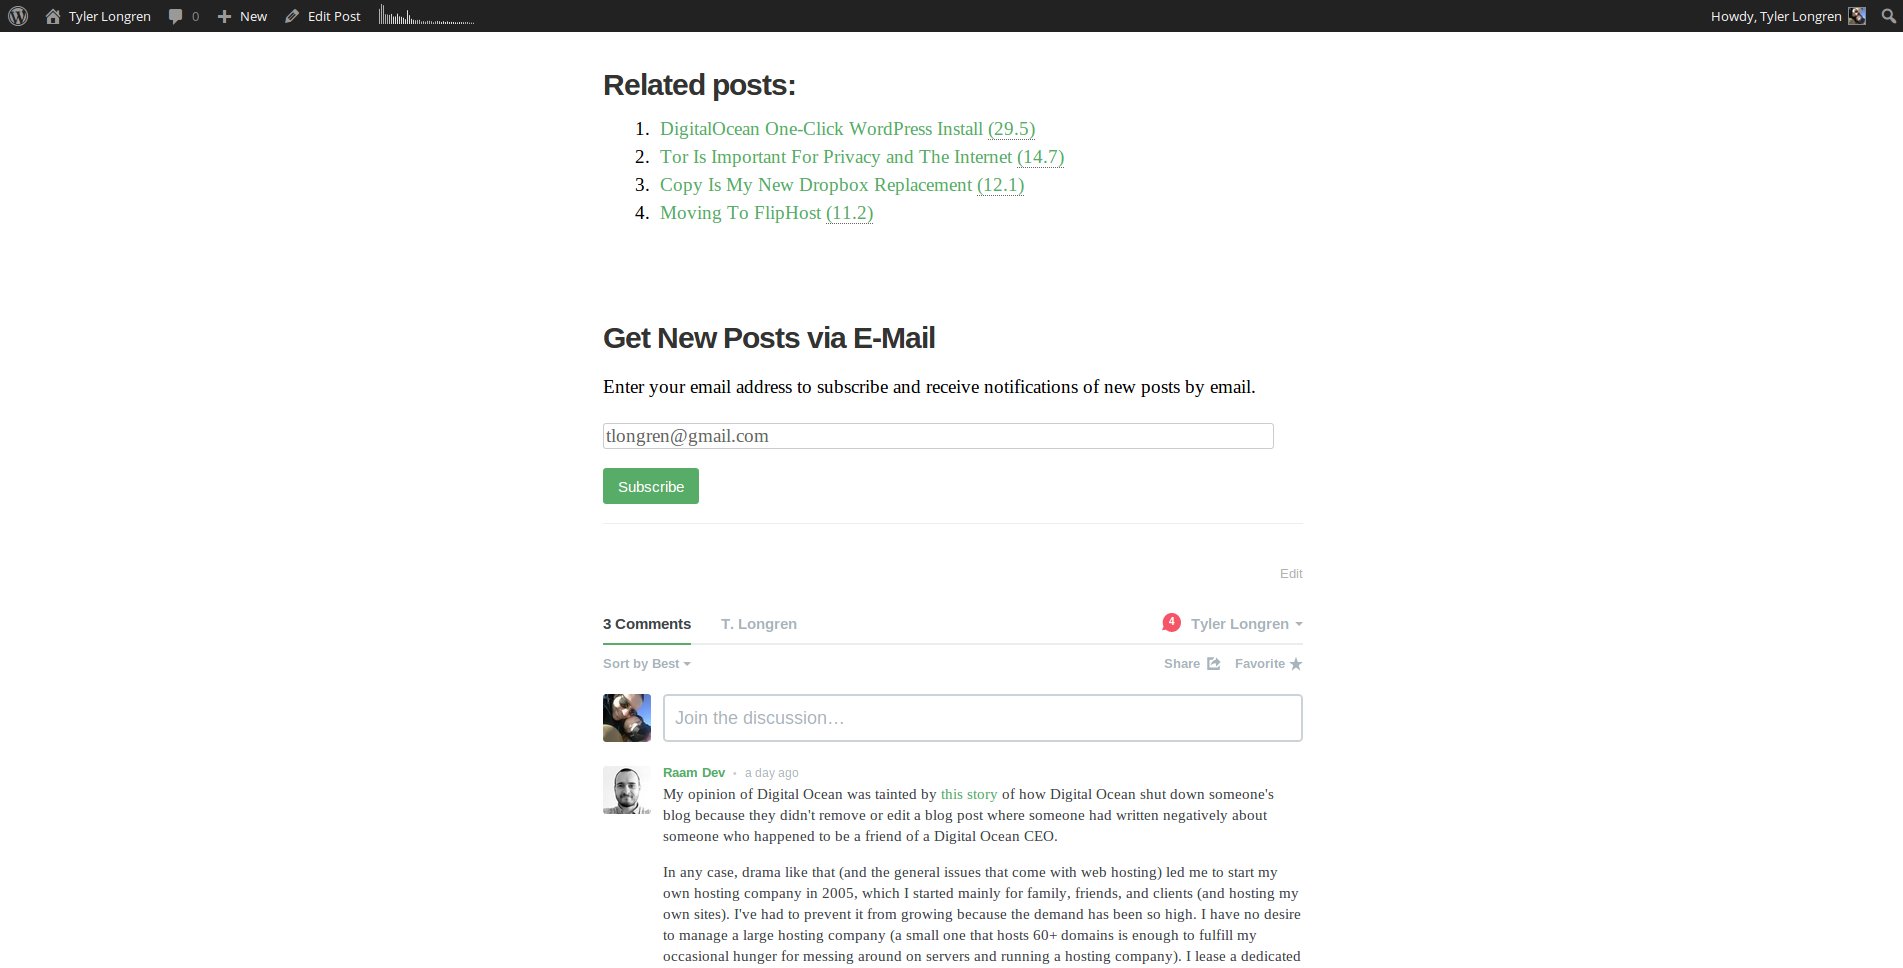 Tyler Longren 0 New Edit Post Howdy, Tyler Longren
Related posts:
1. DigitalOcean One-Click WordPress Install (29.5)
2. Tor Is Important For Privacy and The Internet (14.7)
3. Copy Is My New Dropbox Replacement (12.1)
4. Moving To FlipHost (11.2)
Get New Posts via E-Mail
Enter your email address to subscribe and receive notifications of new posts by email.
tlongren@gmail.com
Subscribe
Edit
3 Comments T. Longren 4 Tyler Longren
Sort by Best Share Favorite
Join the discussion…
Raam Dev • a day ago
My opinion of Digital Ocean was tainted by this story of how Digital Ocean shut down someone's
blog because they didn't remove or edit a blog post where someone had written negatively about
someone who happened to be a friend of a Digital Ocean CEO.
In any case, drama like that (and the general issues that come with web hosting) led me to start my
own hosting company in 2005, which I started mainly for family, friends, and clients (and hosting my
own sites). I've had to prevent it from growing because the demand has been so high. I have no desire
to manage a large hosting company (a small one that hosts 60+ domains is enough to fulfill my
occasional hunger for messing around on servers and running a hosting company). I lease a dedicated